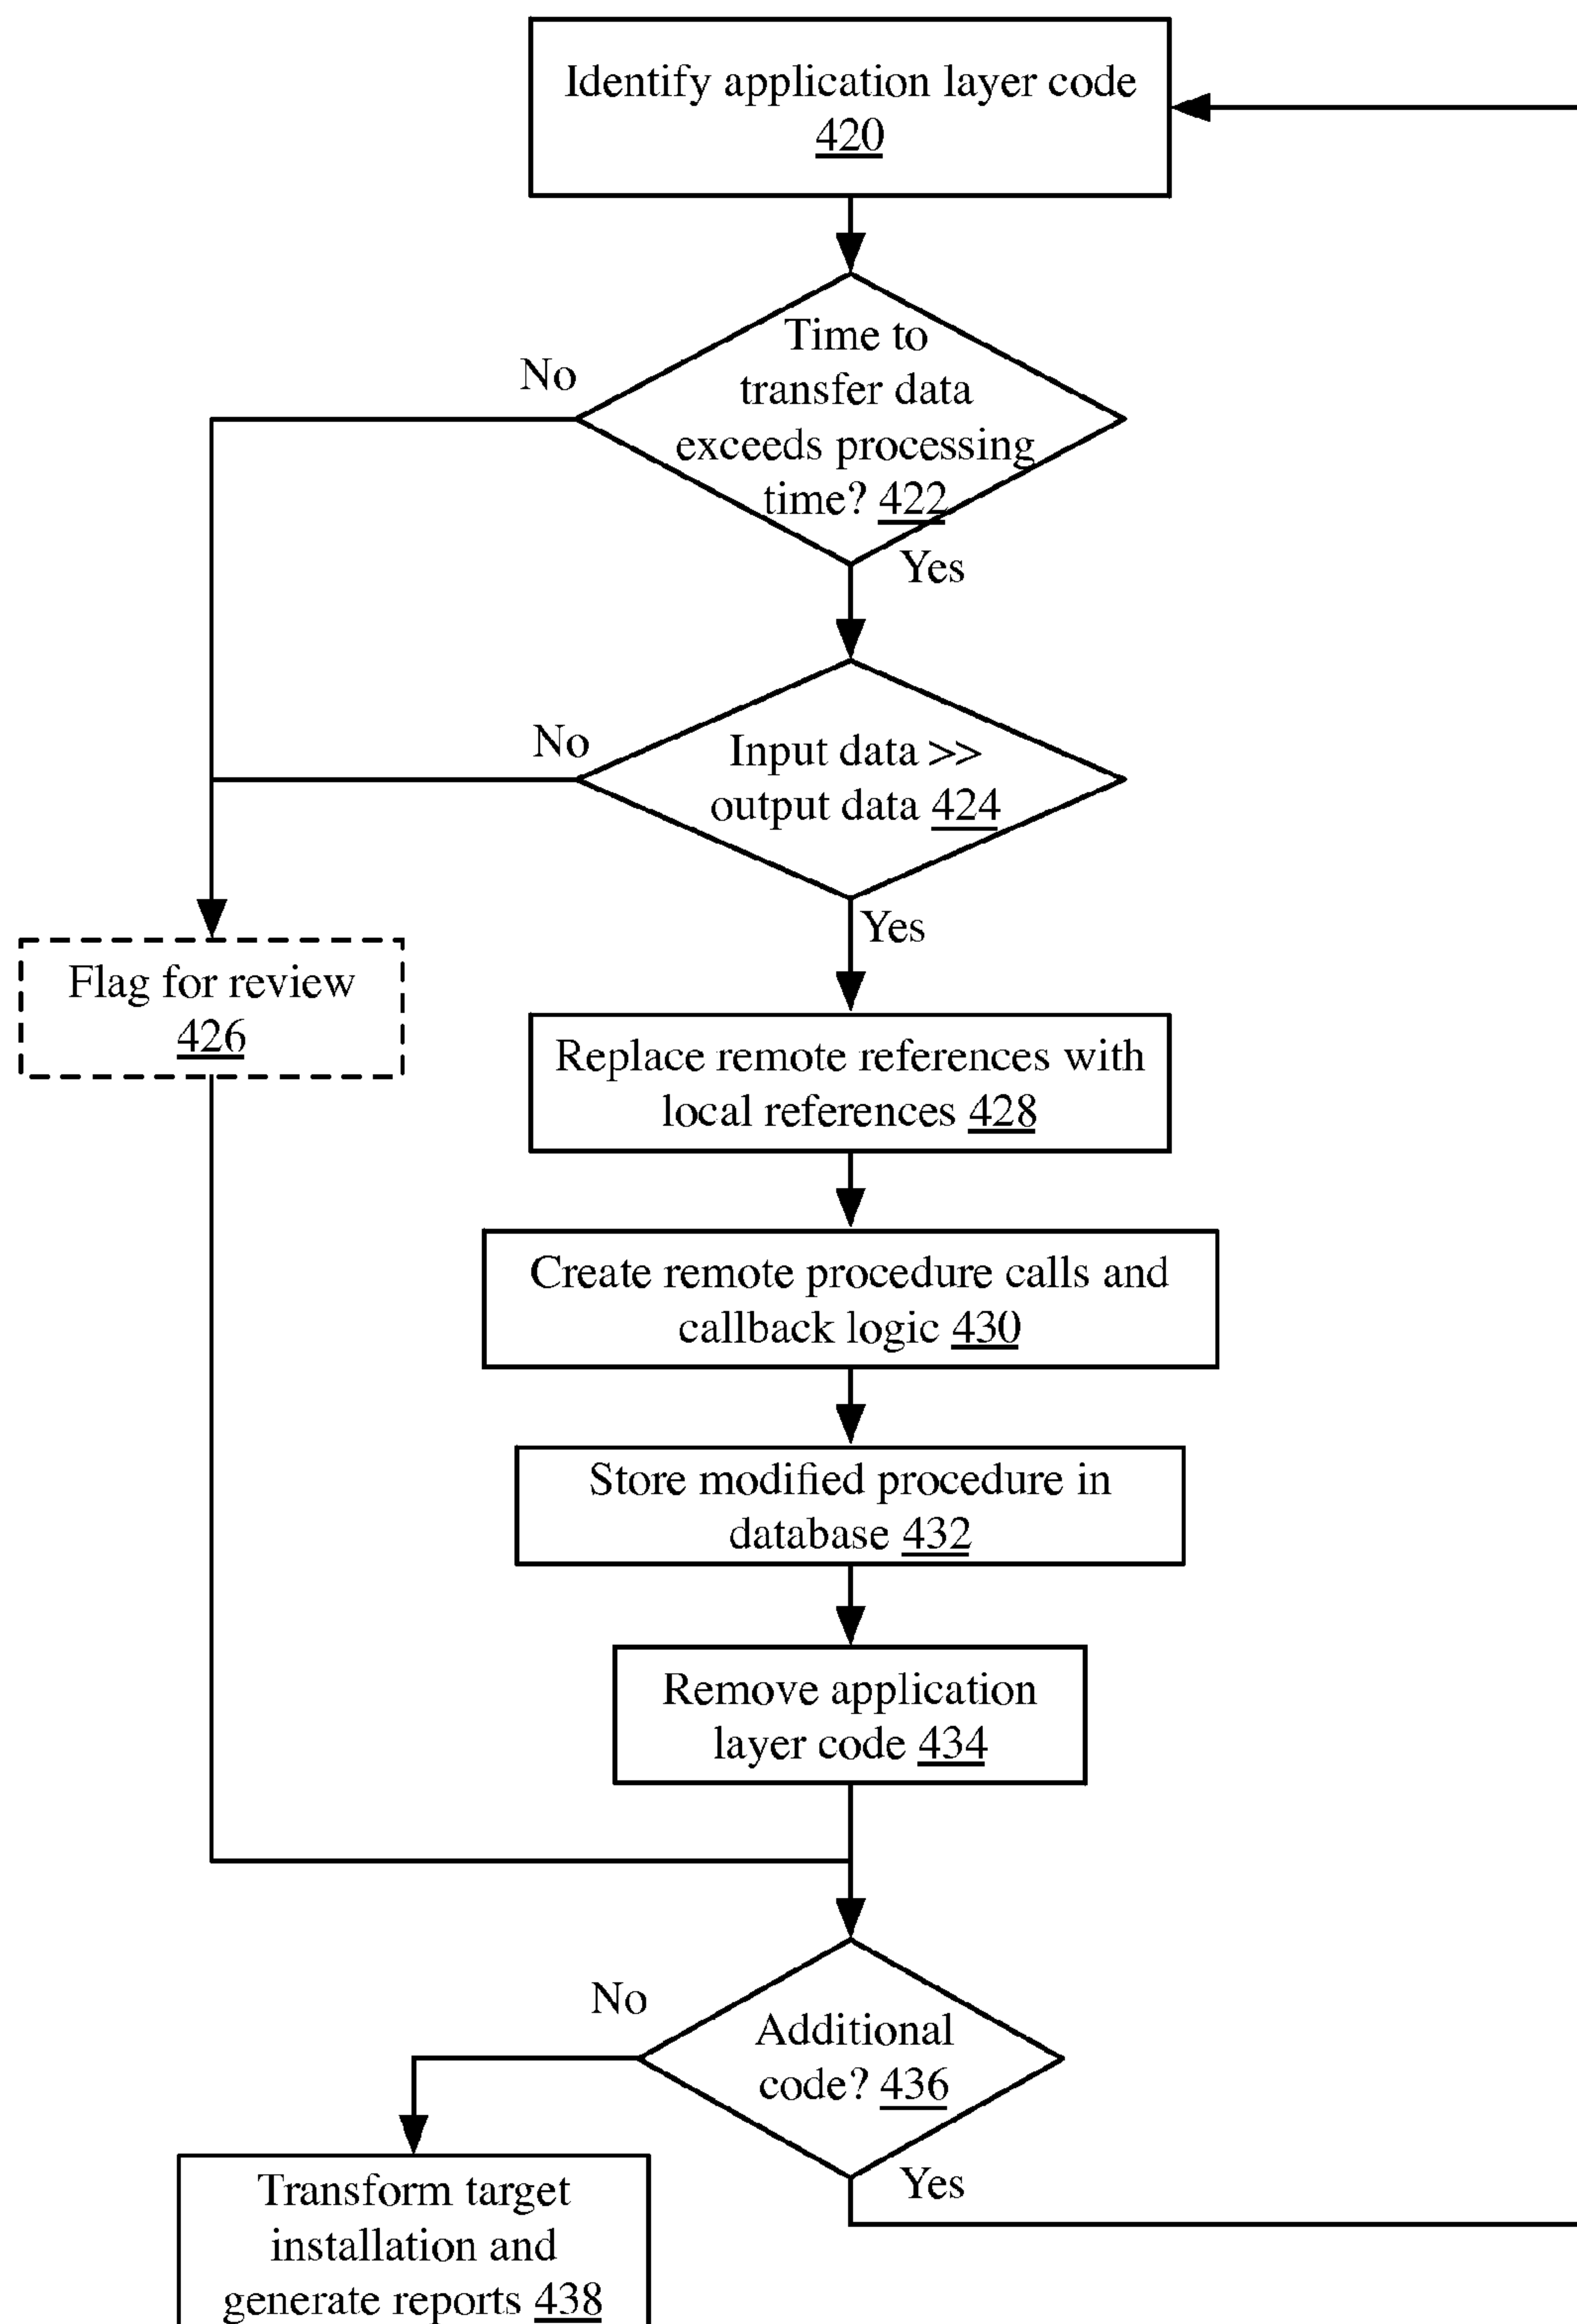 Identify application layer code
420
Time to
transfer data
exceeds processing
time? 422
No
Yes
Input data >>
output data 424
No
Yes
Flag for review
426
Replace remote references with
local references 428
Create remote procedure calls and
callback logic 430
Store modified procedure in
database 432
Remove application
layer code 434
Additional
code? 436
No
Yes
Transform target
installation and
generate reports 438